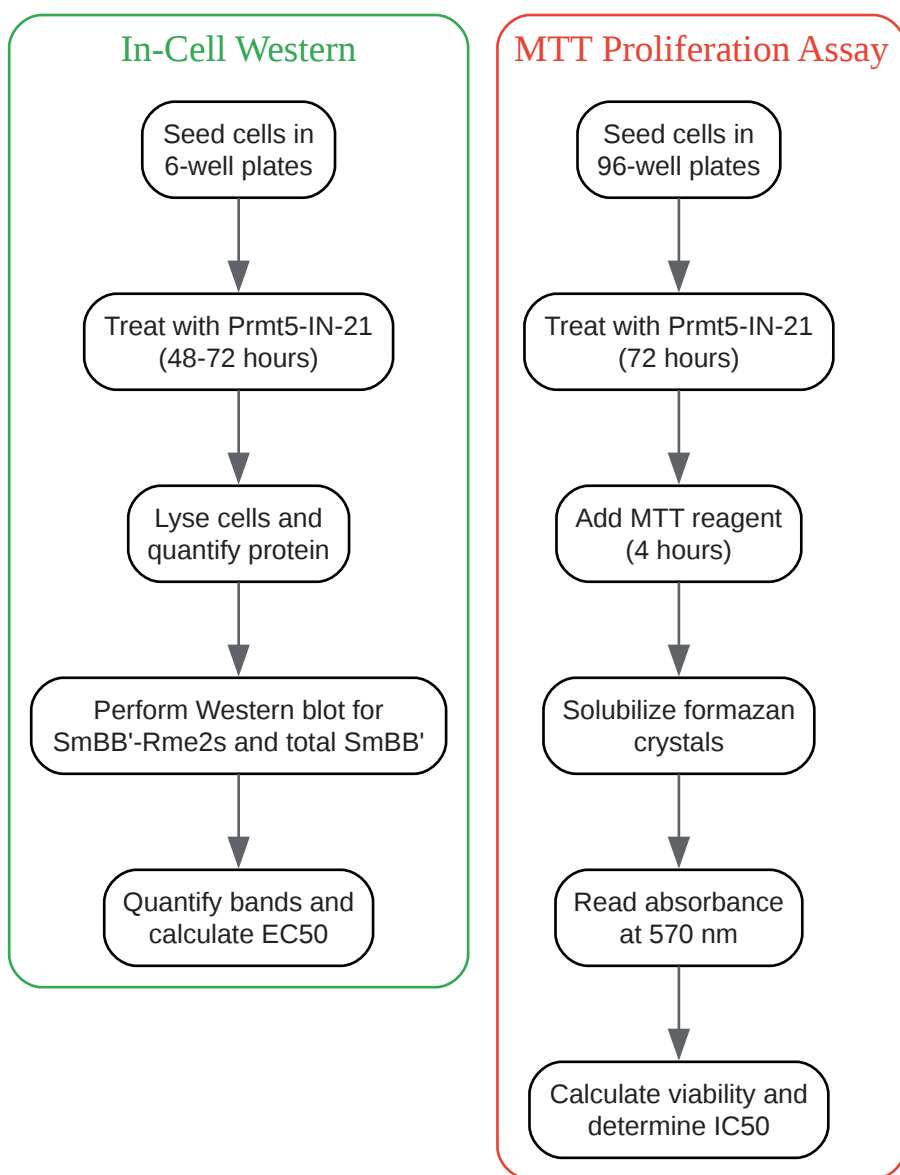 In-Cell Western
Seed cells in
6-well plates
Treat with Prmt5-IN-21
(48-72 hours)
Lyse cells and
quantify protein
Perform Western blot for
SmBB'-Rme2s and total SmBB'
Quantify bands and
calculate EC50
MTT Proliferation Assay
Seed cells in
96-well plates
Treat with Prmt5-IN-21
(72 hours)
Add MTT reagent
(4 hours)
Solubilize formazan
crystals
Read absorbance
at 570 nm
Calculate viability and
determine IC50